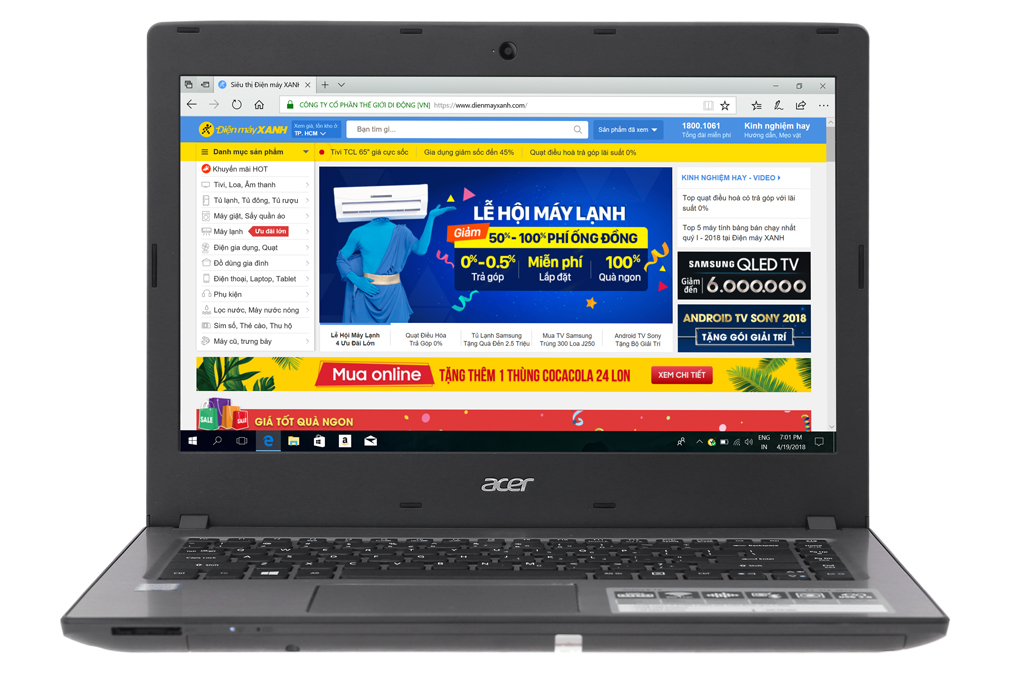 Siêu thị Điện máy XANH
CÔNG TY CỔ PHẦN THẾ GIỚI DI ĐỘNG [VN] https://www.dienmayxanh.com/
Điện máy XANH
Xem giá, tồn kho ở
TP. HCM
Bạn tìm gì...
Sản phẩm đã xem
1800.1061
Tổng đài miễn phí
Kinh nghiệm hay
Hướng dẫn, Mẹo vặt
Danh mục sản phẩm
Tivi TCL 65" giá cực sốc
Gia dụng giảm sốc đến 45%
Quạt điều hoà trả góp lãi suất 0%
Khuyến mãi HOT
Tivi, Loa, Âm thanh
Tủ lạnh, Tủ đông, Tủ rượu
Máy giặt, Sấy quần áo
Máy lạnh Ưu đãi lớn
Điện gia dụng, Quạt
Đồ dùng gia đình
Điện thoại, Laptop, Tablet
Phụ kiện
Lọc nước, Máy nước nóng
Sim số, Thẻ cào, Thu hộ
Máy cũ, trưng bày
LỄ HỘI MÁY LẠNH
Giảm 50%-100% PHÍ ỐNG ĐỒNG
0%-0.5% Miễn phí 100%
Trả góp Lắp đặt Quà ngon
Lễ Hội Máy Lạnh
4 Ưu Đãi Lớn
Quạt Điều Hòa
Trả Góp 0%
Tủ Lạnh Samsung
Tặng Quà Đến 2.5 Triệu
Mua TV Samsung
Trúng 300 Loa J250
Android TV Sony
Tặng Bộ Giải Trí
KINH NGHIỆM HAY - VIDEO
Top quạt điều hoà có trả góp với lãi
suất 0%
Top 5 máy tính bảng bán chạy nhất
quý I - 2018 tại Điện máy XANH
SAMSUNG QLED TV
Giảm đến 6.000.000
ANDROID TV SONY 2018
TẶNG GÓI GIẢI TRÍ
Mua online TẶNG THÊM 1 THÙNG COCACOLA 24 LON
XEM CHI TIẾT
SALE
SALE
GIÁ TỐT QUÀ NGON
ENG
IN
7:01 PM
4/19/2018
acer